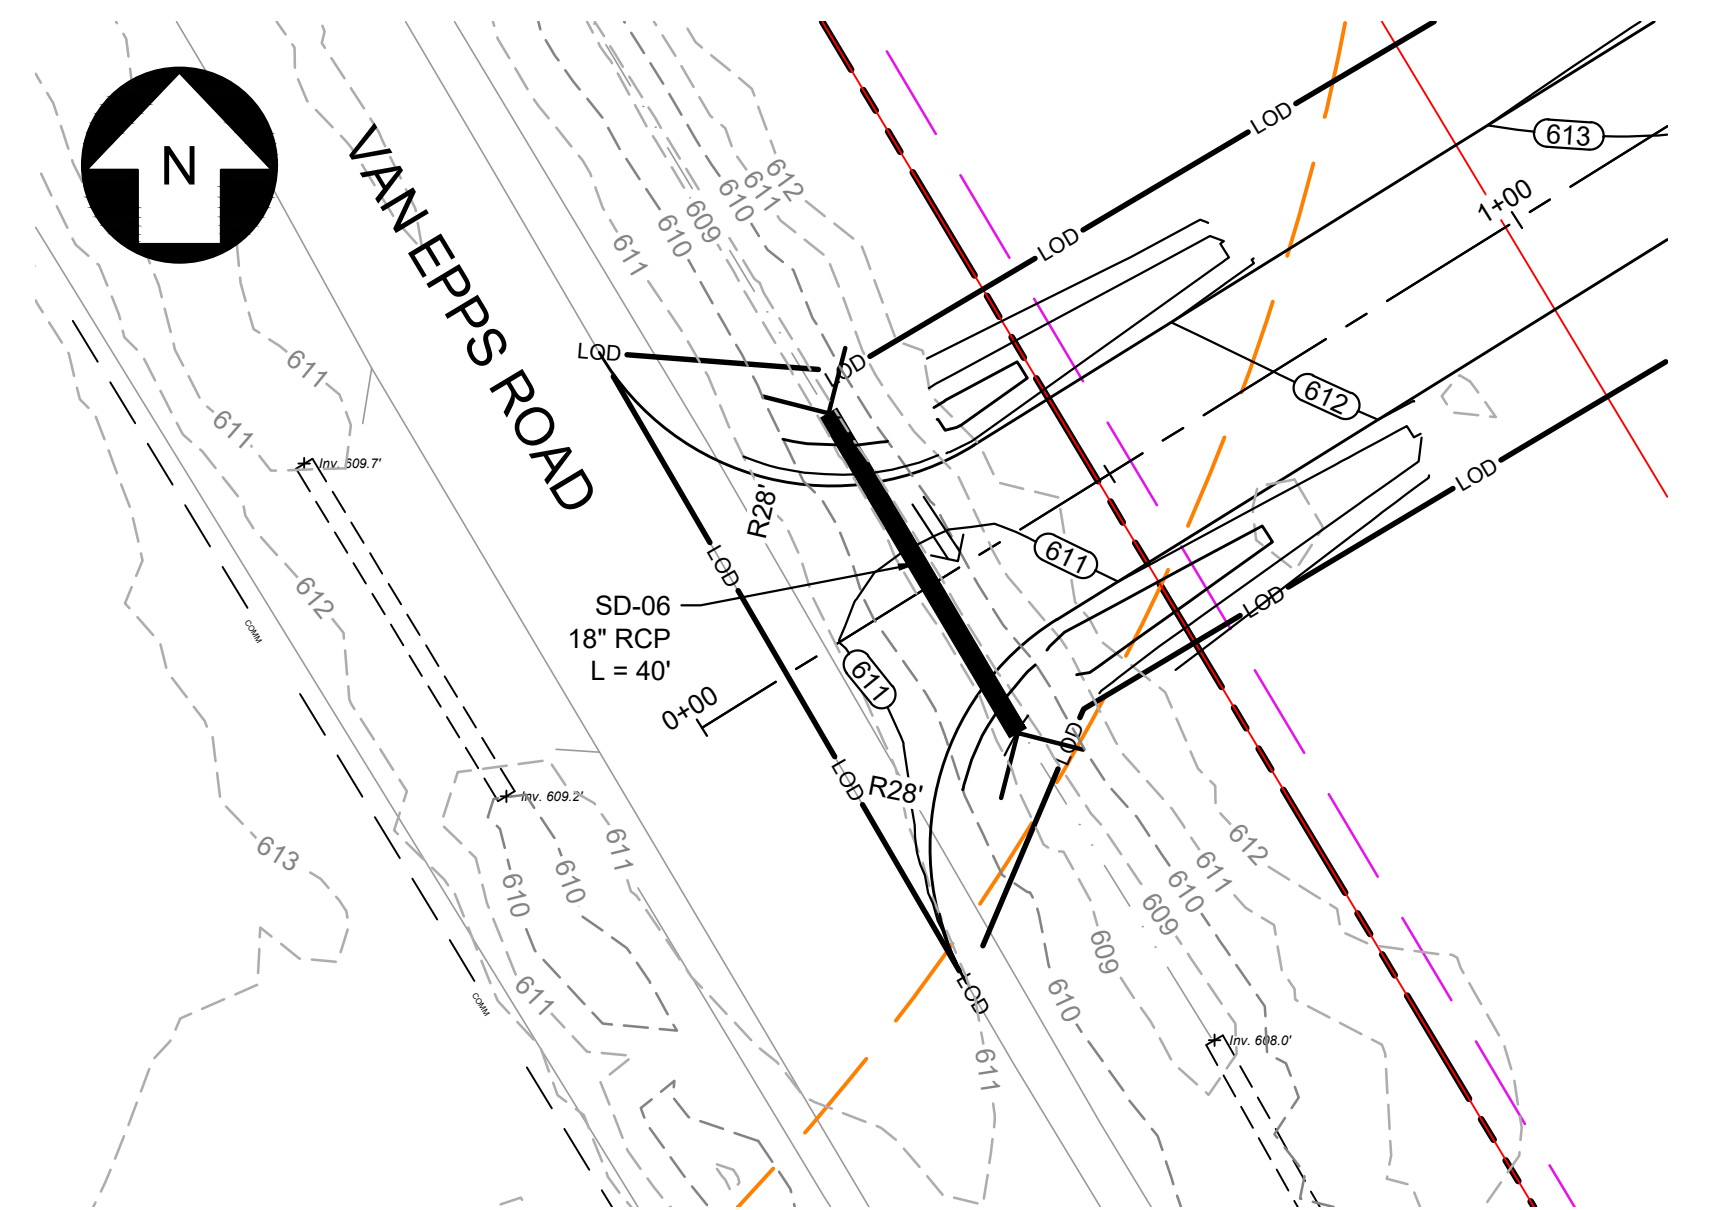 N
VAN EPPS ROAD
613
1+00
LOD
LOD
612
611
610
609
610
611
LOD
LOD
611
611
612
LOD
Inv. 609.7'
R28'
611
LOD
612
COMM
SD-06
18" RCP
L = 40'
LOD
611
0+00
LOD
LOD
R28'
Inv. 609.2'
613
611
610
610
612
611
610
609
609
611
610
LOD
COMM
Inv. 608.0'
611